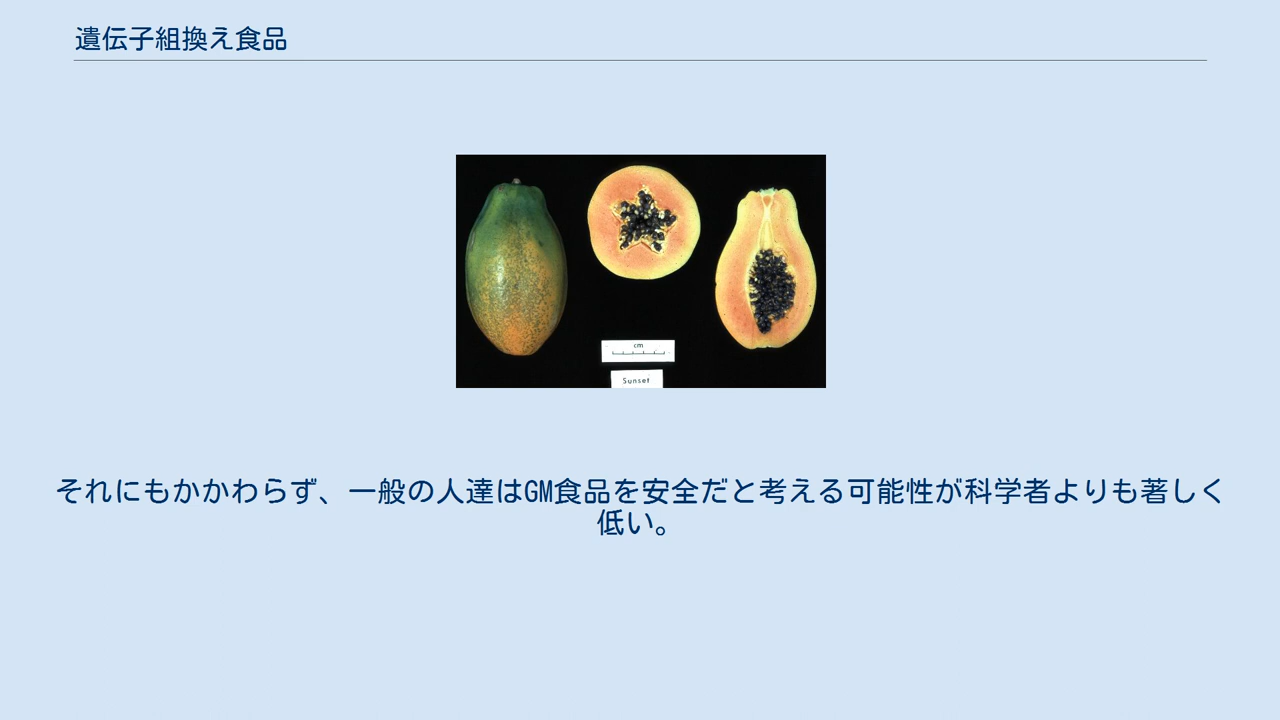 遺伝子組換え食品
cm
Sunset
それにもかかわらず、一般の人達はGM食品を安全だと考える可能性が科学者よりも著しく
低い。